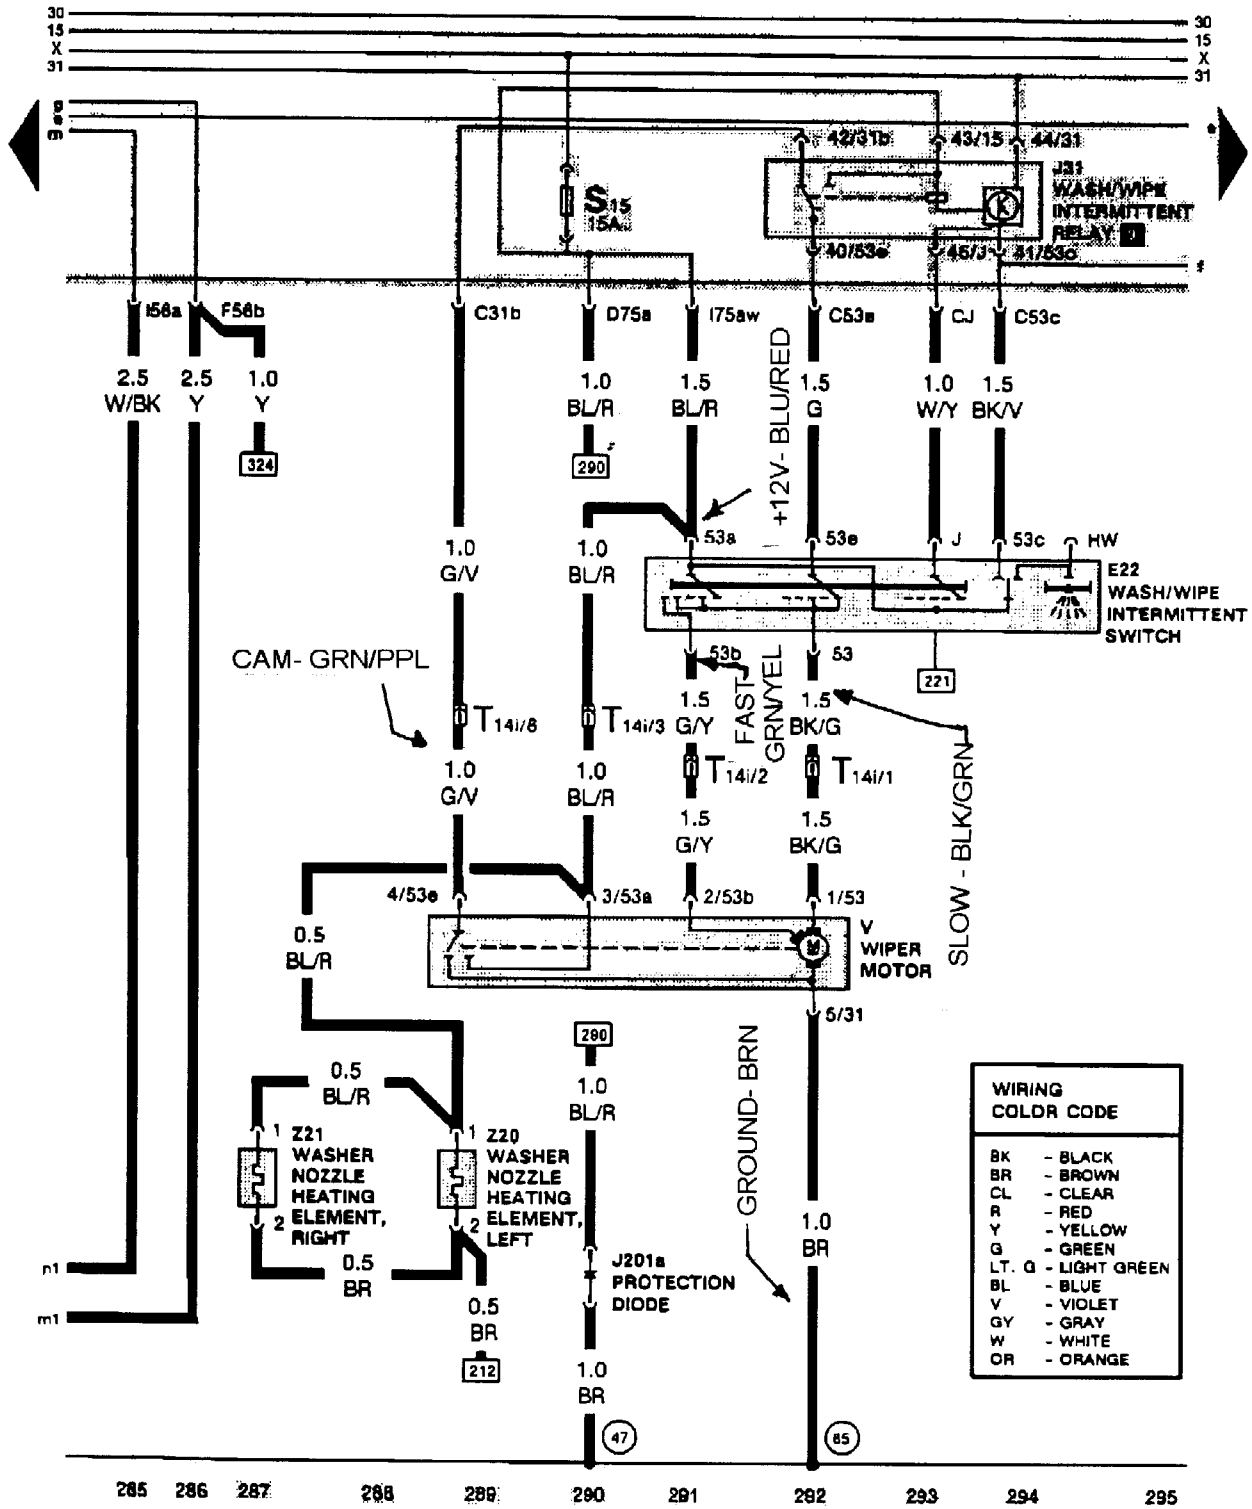 30
15
X
31
30
15
X
31
e
m
42/31b
43/15
44/31
J31
WASH/WIPE
INTERMITTENT
RELAY
S15
15A
K
40/53e
45/J
41/53c
f
I56a
F56b
C31b
D75a
I75aw
C53e
CJ
C53c
2.5
W/BK
2.5
Y
1.0
Y
1.0
BL/R
1.5
BL/R
1.5
G
1.0
W/Y
1.5
BK/V
324
290
+12V- BLU/RED
1.0
G/V
1.0
BL/R
53a
53e
J
53c
HW
E22
WASH/WIPE
INTERMITTENT
SWITCH
53b
53
221
CAM- GRN/PPL
FAST
GRN/YEL
SLOW - BLK/GRN
1.5
G/Y
1.5
BK/G
T14i/8
T14i/3
T14i/2
T14i/1
1.0
G/V
1.0
BL/R
1.5
G/Y
1.5
BK/G
4/53e
3/53a
2/53b
1/53
V
WIPER
MOTOR
M
5/31
0.5
BL/R
0.5
BL/R
1
Z21
WASHER
NOZZLE
HEATING
ELEMENT,
RIGHT
2
1
Z20
WASHER
NOZZLE
HEATING
ELEMENT,
LEFT
2
0.5
BR
0.5
BR
212
1.0
BL/R
J201a
PROTECTION
DIODE
1.0
BR
47
GROUND- BRN
1.0
BR
85
n1
m1
WIRING
COLOR CODE
BK - BLACK
BR - BROWN
CL - CLEAR
R - RED
Y - YELLOW
G - GREEN
LT. G - LIGHT GREEN
BL - BLUE
V - VIOLET
GY - GRAY
W - WHITE
OR - ORANGE
285 286 287 288 289 290 291 292 293 294 295